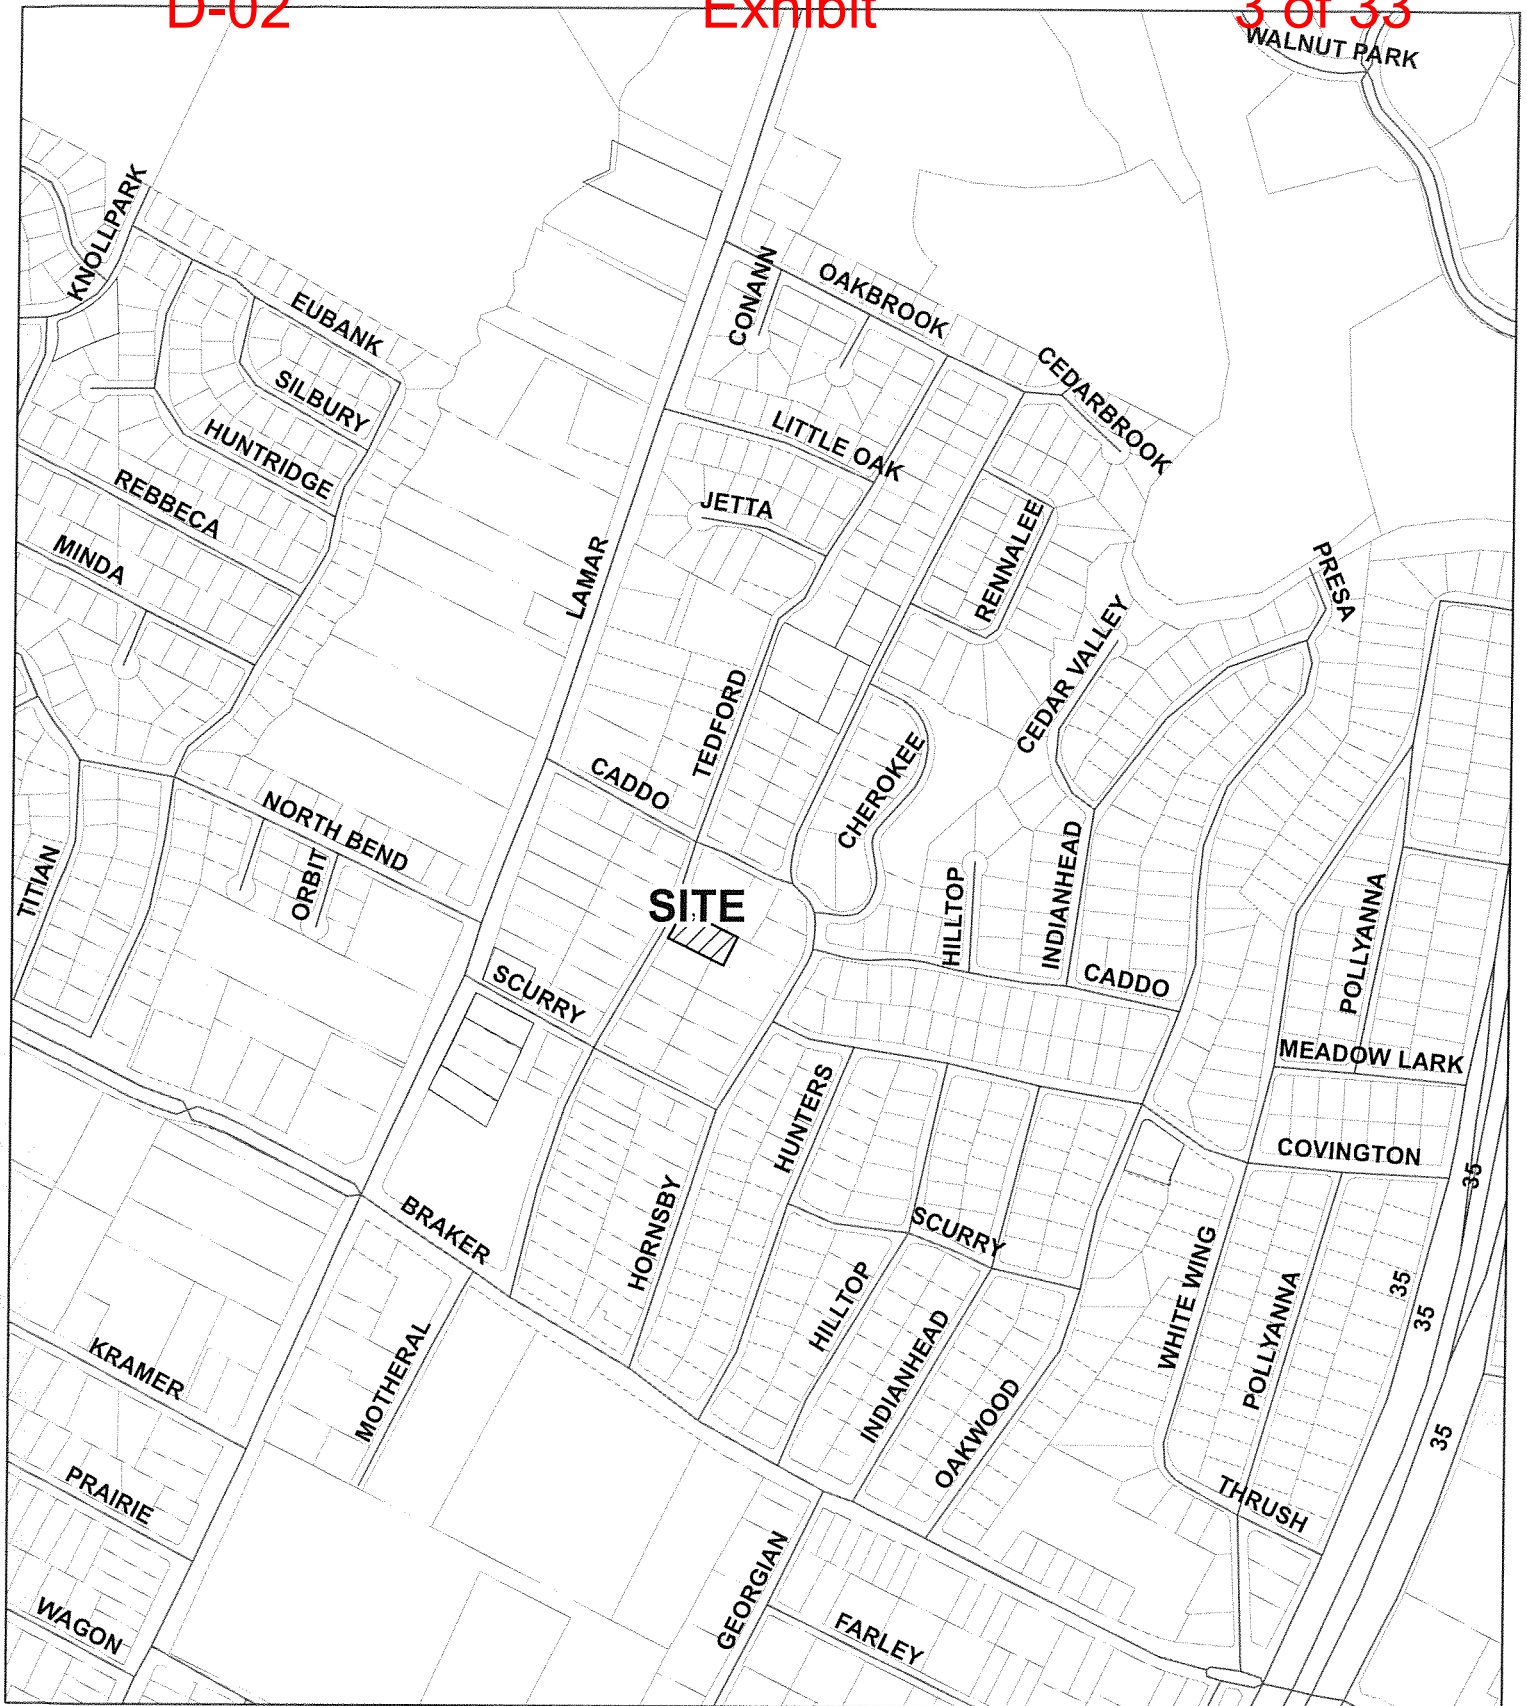 D-02 Exhibit 3 of 33
WALNUT PARK
KNOLLPARK
CONANN
OAKBROOK
EUBANK
CEDARBROOK
SILBURY
LITTLE OAK
HUNTRIDGE
JETTA
REBBECA
RENNALEE
MINDA
LAMAR
PRESA
CEDAR VALLEY
TEDFORD
CADDO
CHEROKEE
NORTH BEND
ORBIT
TITIAN
SITE
HILLTOP
INDIANHEAD
POLLYANNA
CADDO
SCURRY
MEADOW LARK
HUNTERS
COVINGTON
35
HORNSBY
BRAKER
SCURRY
WHITE WING
HILLTOP
POLLYANNA
35
35
INDIANHEAD
KRAMER
MOTHERAL
OAKWOOD
35
PRAIRIE
THRUSH
GEORGIAN
WAGON
FARLEY